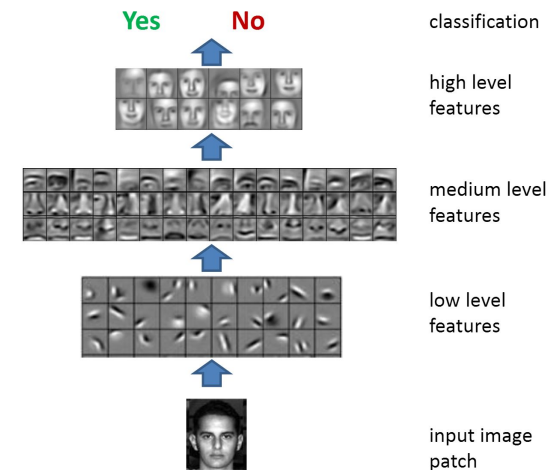 Yes No classification
high level
features
medium level
features
low level
features
input image
patch